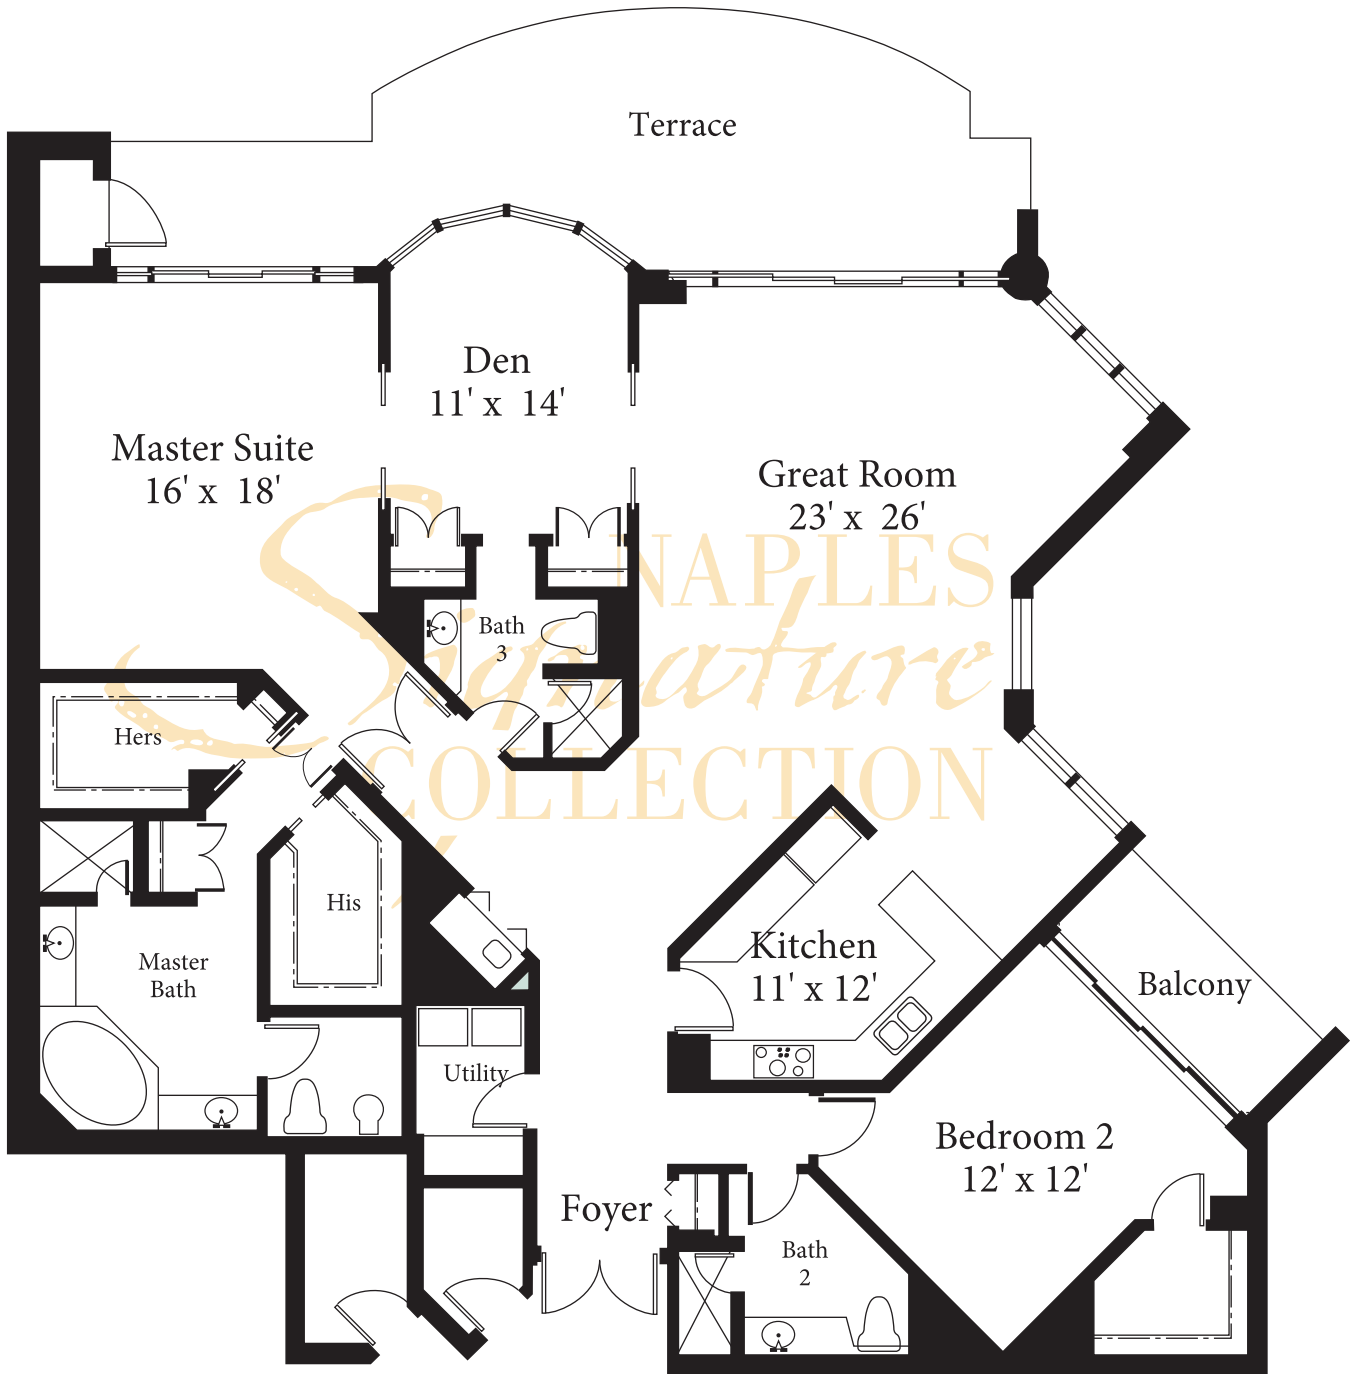 Terrace
Den
11' x 14'
Master Suite
16' x 18'
Great Room
23' x 26'
NAPLES
Signature
COLLECTION
Bath
3
Hers
His
Master
Bath
Kitchen
11' x 12'
Balcony
Utility
Bedroom 2
12' x 12'
Foyer
Bath
2